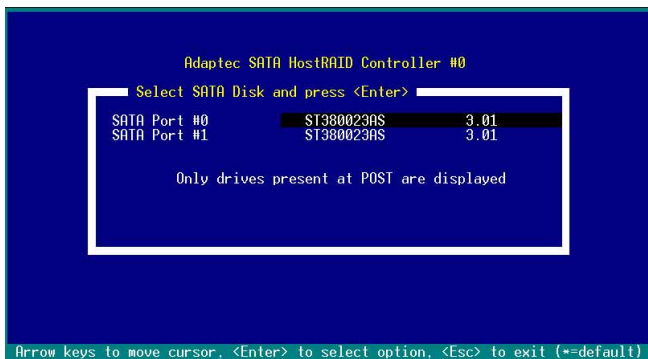 Adaptec SATA HostRAID Controller #0
Select SATA Disk and press <Enter>
SATA Port #0 ST380023AS 3.01
SATA Port #1 ST380023AS 3.01
Only drives present at POST are displayed
Arrow keys to move cursor, <Enter> to select option, <Esc> to exit (*=default)